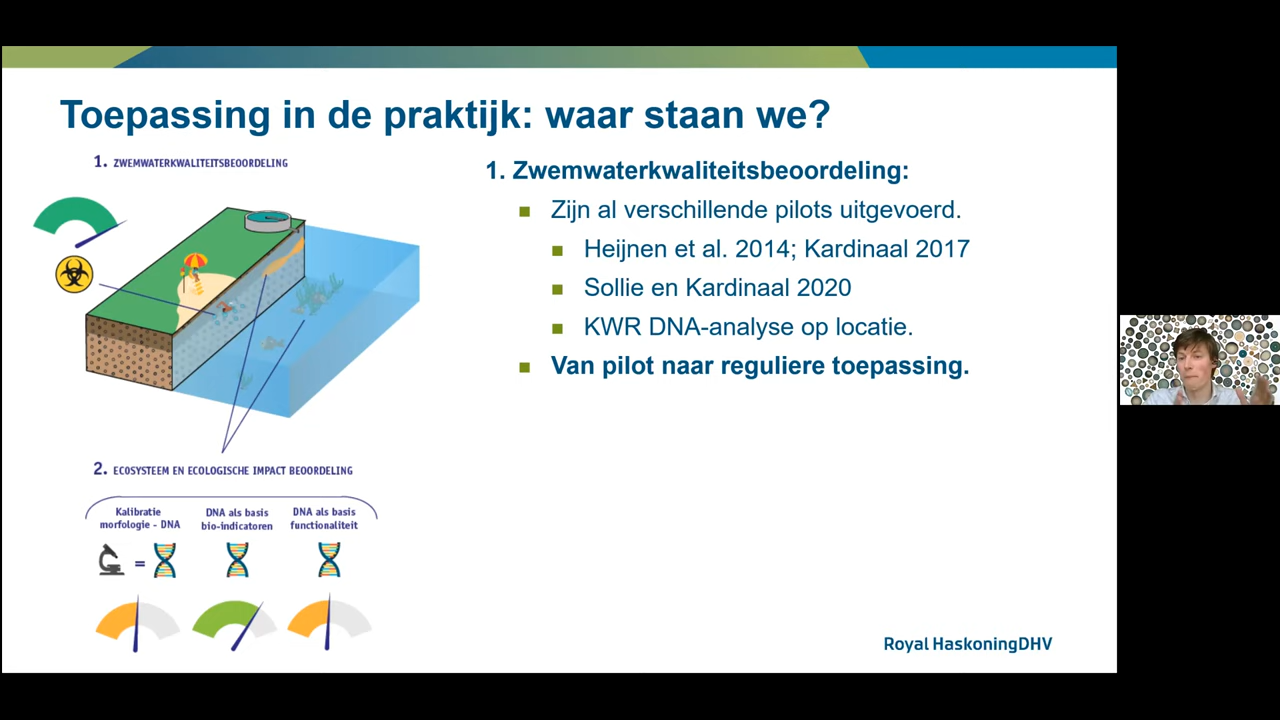 Toepassing in de praktijk: waar staan we?
1. ZWEMWATERKWALITEITSBEOORDELING
1. Zwemwaterkwaliteitsbeoordeling:
Zijn al verschillende pilots uitgevoerd.
Heijnen et al. 2014; Kardinaal 2017
Sollie en Kardinaal 2020
KWR DNA-analyse op locatie.
Van pilot naar reguliere toepassing.
2. ECOSYSTEEM EN ECOLOGISCHE IMPACT BEOORDELING
Kalibratie
morfologie - DNA
DNA als basis
bio-indicatoren
DNA als basis
functionaliteit
=
Royal HaskoningDHV